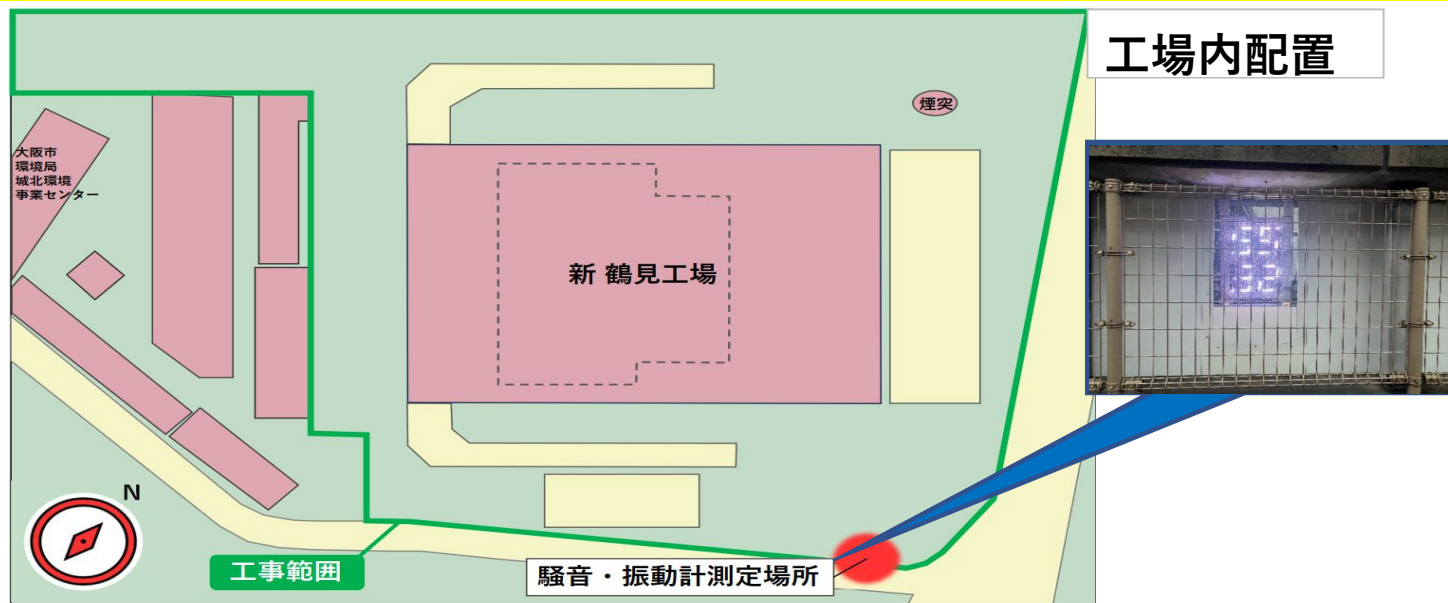 工場内配置
煙突
大阪市
環境局
城北環境
事業センター
新 鶴見工場
N
工事範囲
騒音・振動計測定場所